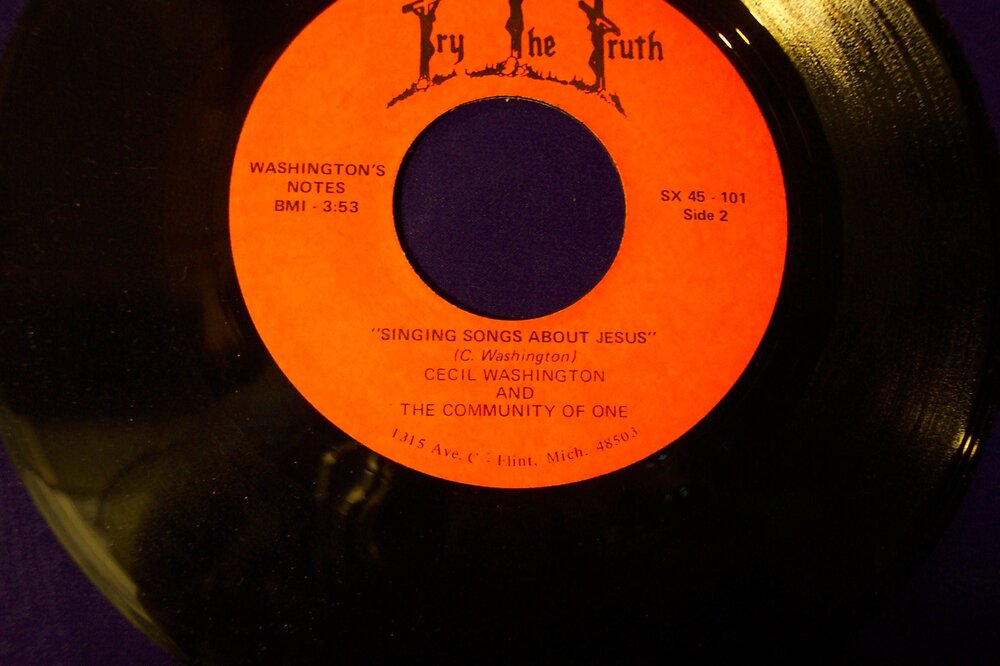 Try The Truth
WASHINGTON'S
NOTES
BMI - 3:53
SX 45 - 101
Side 2
"SINGING SONGS ABOUT JESUS"
(C. Washington)
CECIL WASHINGTON
AND
THE COMMUNITY OF ONE
1315 Ave. C - Flint, Mich. 48503